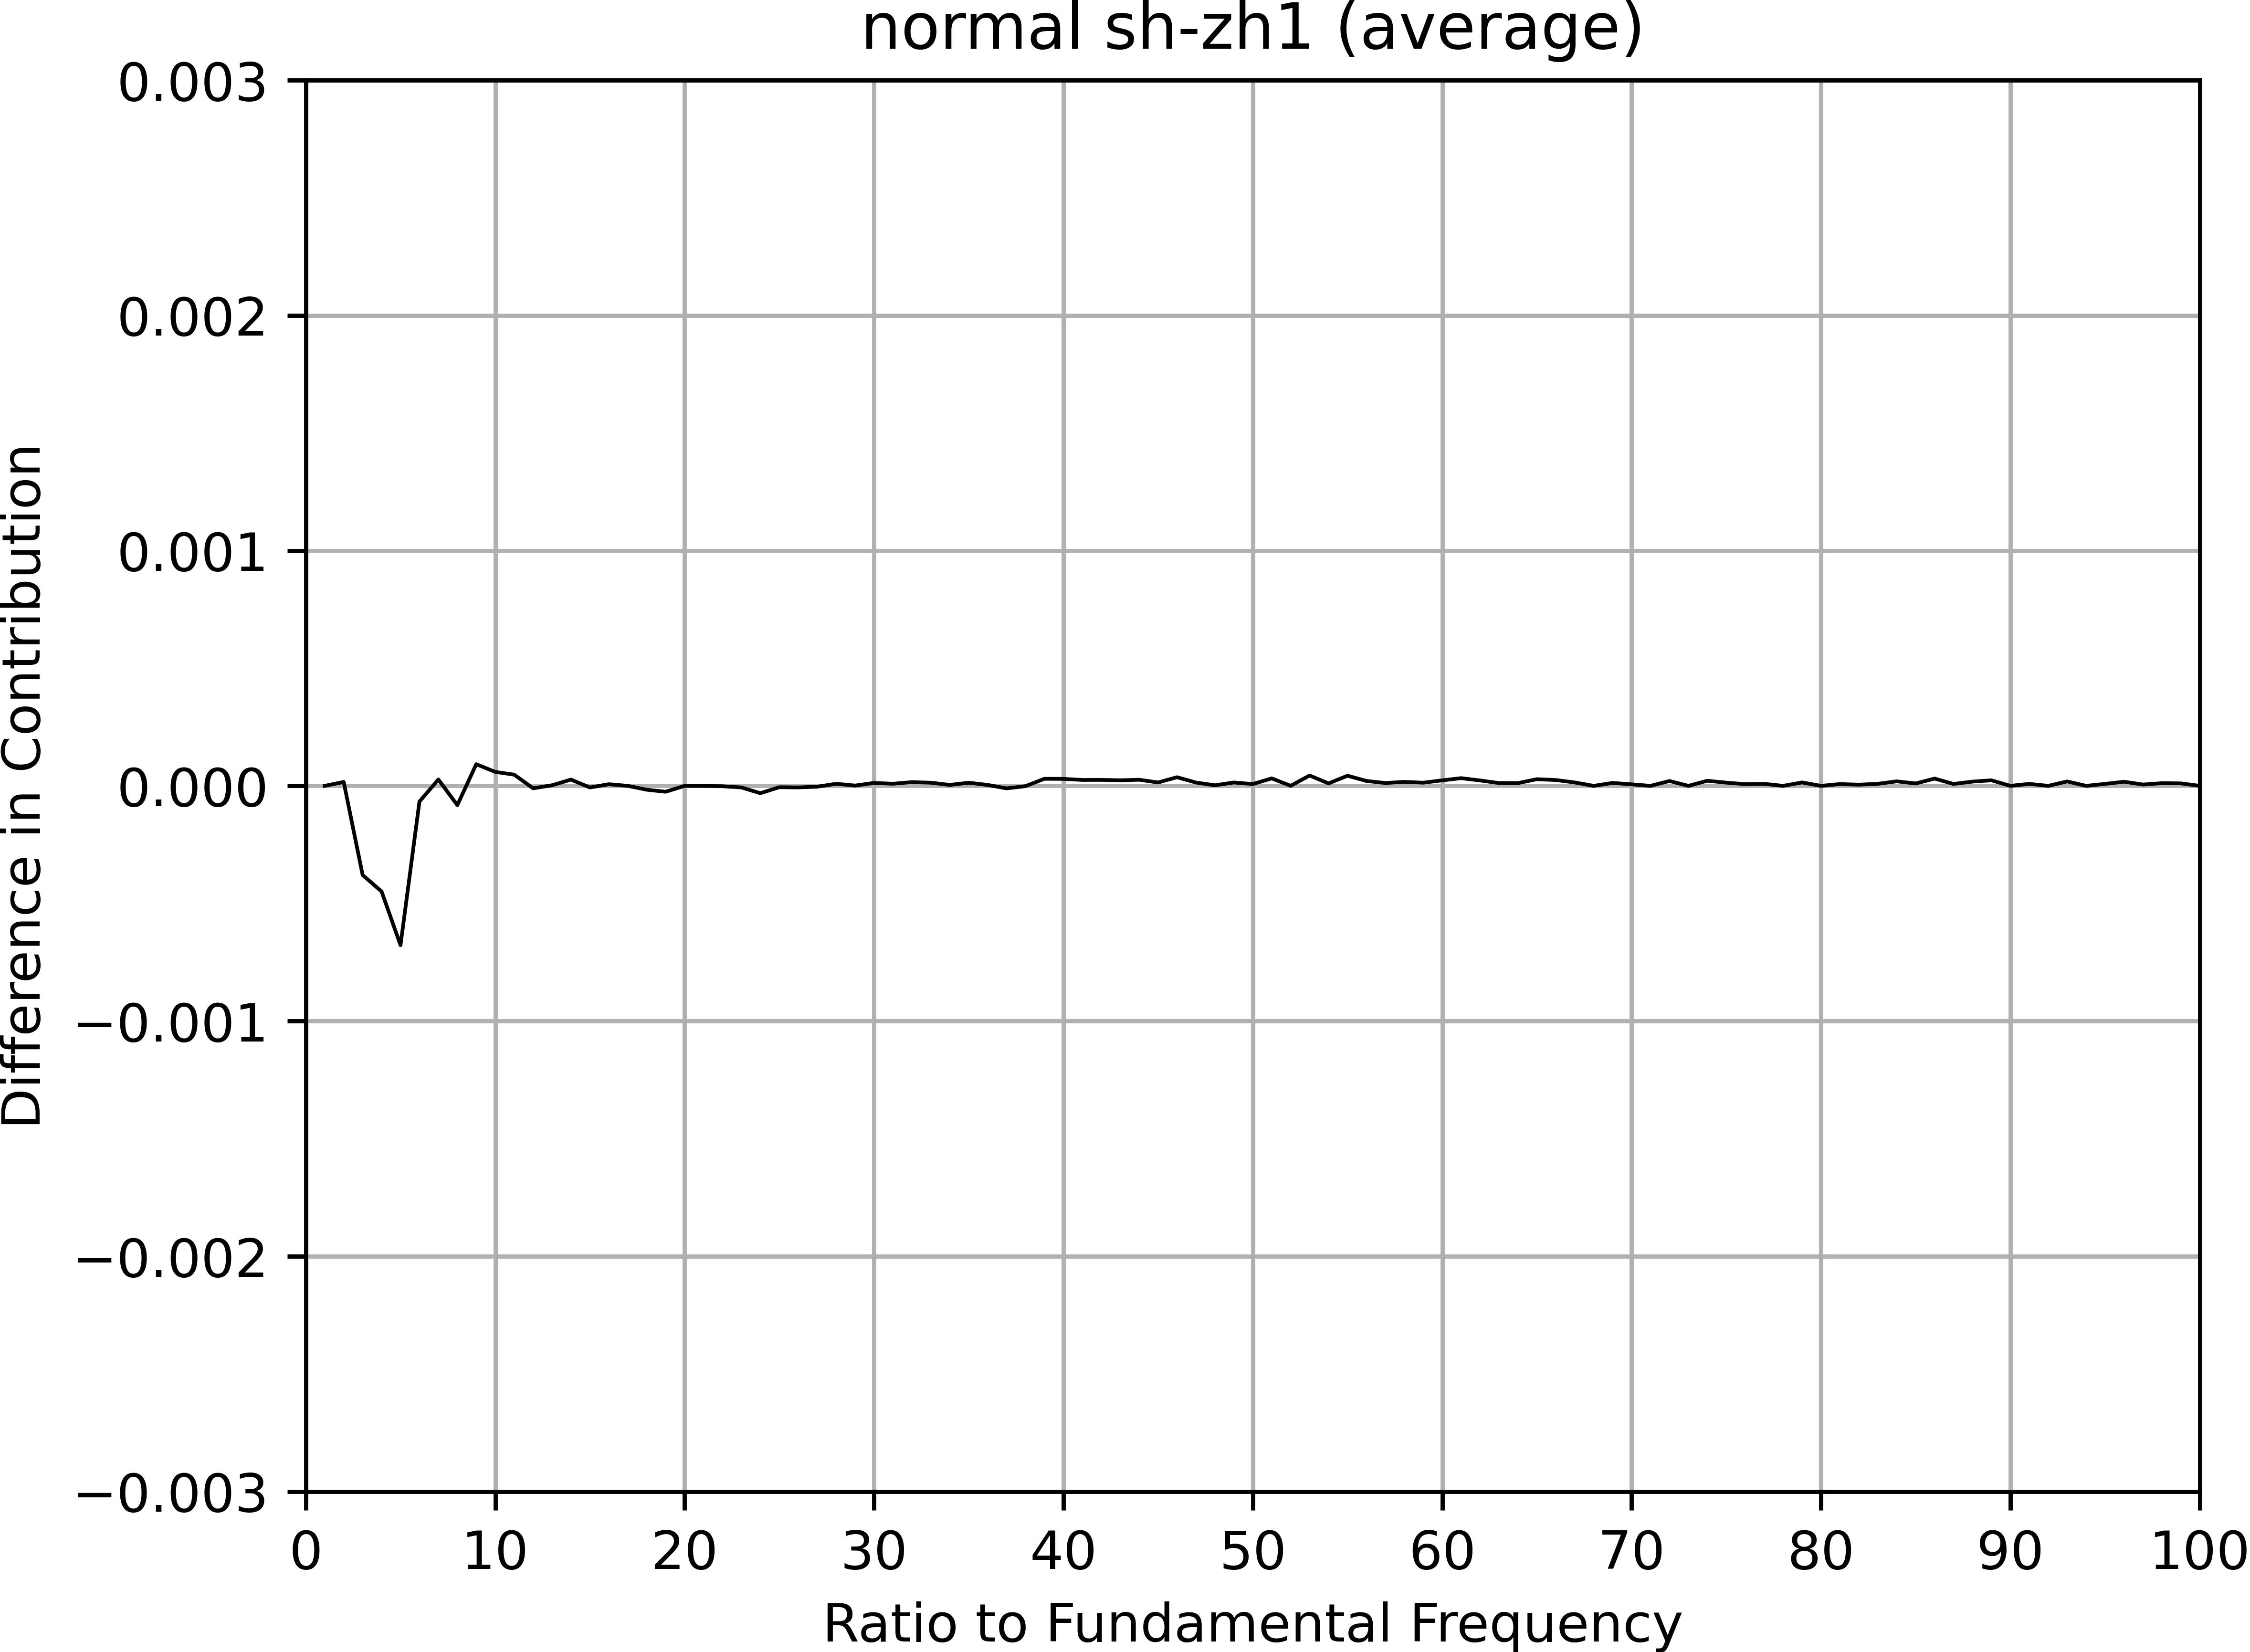 normal sh-zh1 (average)
0.003
0.002
0.001
0.000
−0.001
−0.002
−0.003
Difference in Contribution
0 10 20 30 40 50 60 70 80 90 100
Ratio to Fundamental Frequency